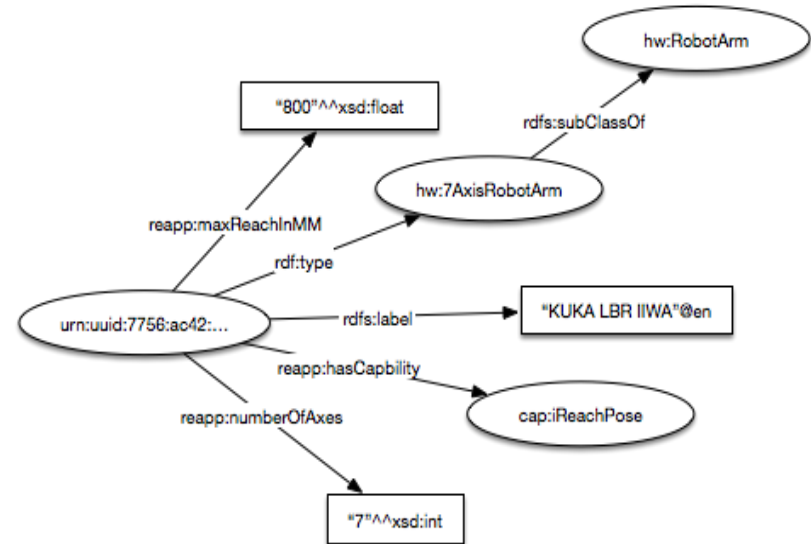 hw:RobotArm
"800"^^xsd:float
rdfs:subClassOf
hw:7AxisRobotArm
reapp:maxReachInMM
rdf:type
urn:uuid:7756:ac42:...
rdfs:label
"KUKA LBR IIWA"@en
reapp:hasCapbility
cap:iReachPose
reapp:numberOfAxes
"7"^^xsd:int